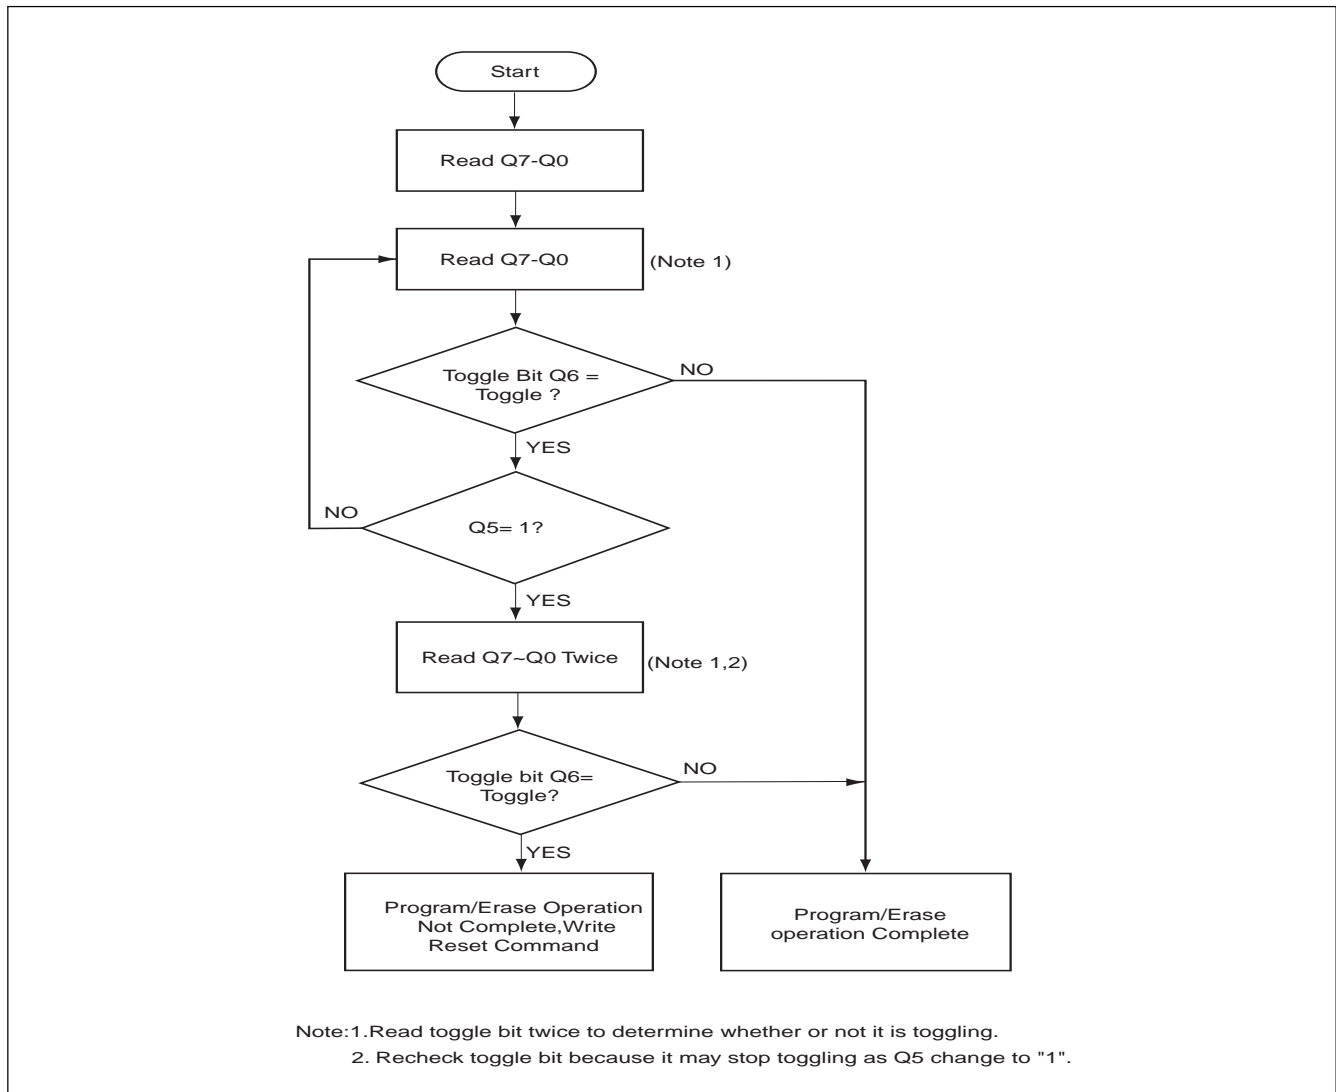 Start
Read Q7-Q0
Read Q7-Q0
(Note 1)
Toggle Bit Q6 =
Toggle ?
NO
YES
NO
Q5= 1?
YES
Read Q7~Q0 Twice
(Note 1,2)
Toggle bit Q6=
Toggle?
NO
YES
Program/Erase Operation
Not Complete,Write
Reset Command
Program/Erase
operation Complete
Note:1.Read toggle bit twice to determine whether or not it is toggling.
2. Recheck toggle bit because it may stop toggling as Q5 change to "1".